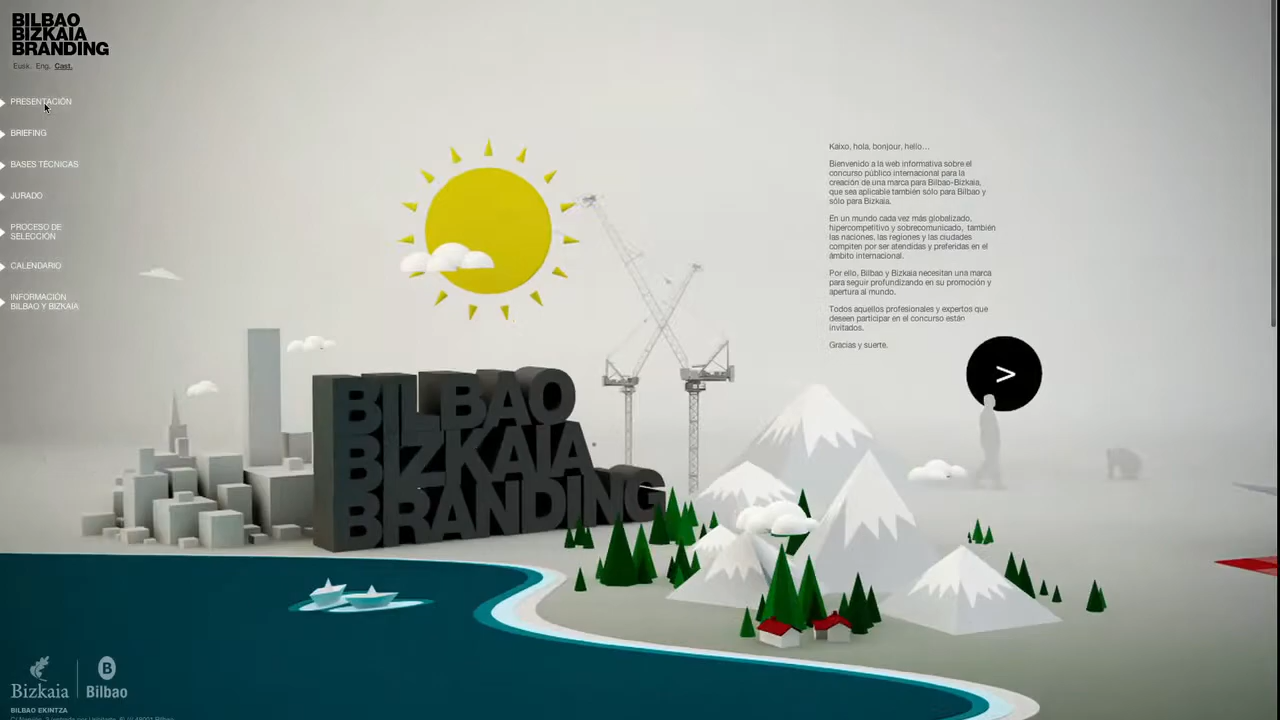 BILBAO
BIZKAIA
BRANDING
Eusk. Eng. Cast.
PRESENTACIÓN
BRIEFING
BASES TÉCNICAS
JURADO
PROCESO DE
SELECCIÓN
CALENDARIO
INFORMACIÓN
BILBAO Y BIZKAIA
Kaixo, hola, bonjour, hello...
Bienvenido a la web informativa sobre el
concurso público internacional para la
creación de una marca para Bilbao-Bizkaia,
que sea aplicable también sólo para Bilbao y
sólo para Bizkaia.
En un mundo cada vez más globalizado,
hipercompetitivo y sobrecomunicado, también
las naciones, las regiones y las ciudades
compiten por ser atendidas y preferidas en el
ámbito internacional.
Por ello, Bilbao y Bizkaia necesitan una marca
para seguir profundizando en su promoción y
apertura al mundo.
Todos aquellos profesionales y expertos que
deseen participar en el concurso están
invitados.
Gracias y suerte.
>
BILBAO
BIZKAIA
BRANDING
Bizkaia
B
Bilbao
BILBAO EKINTZA